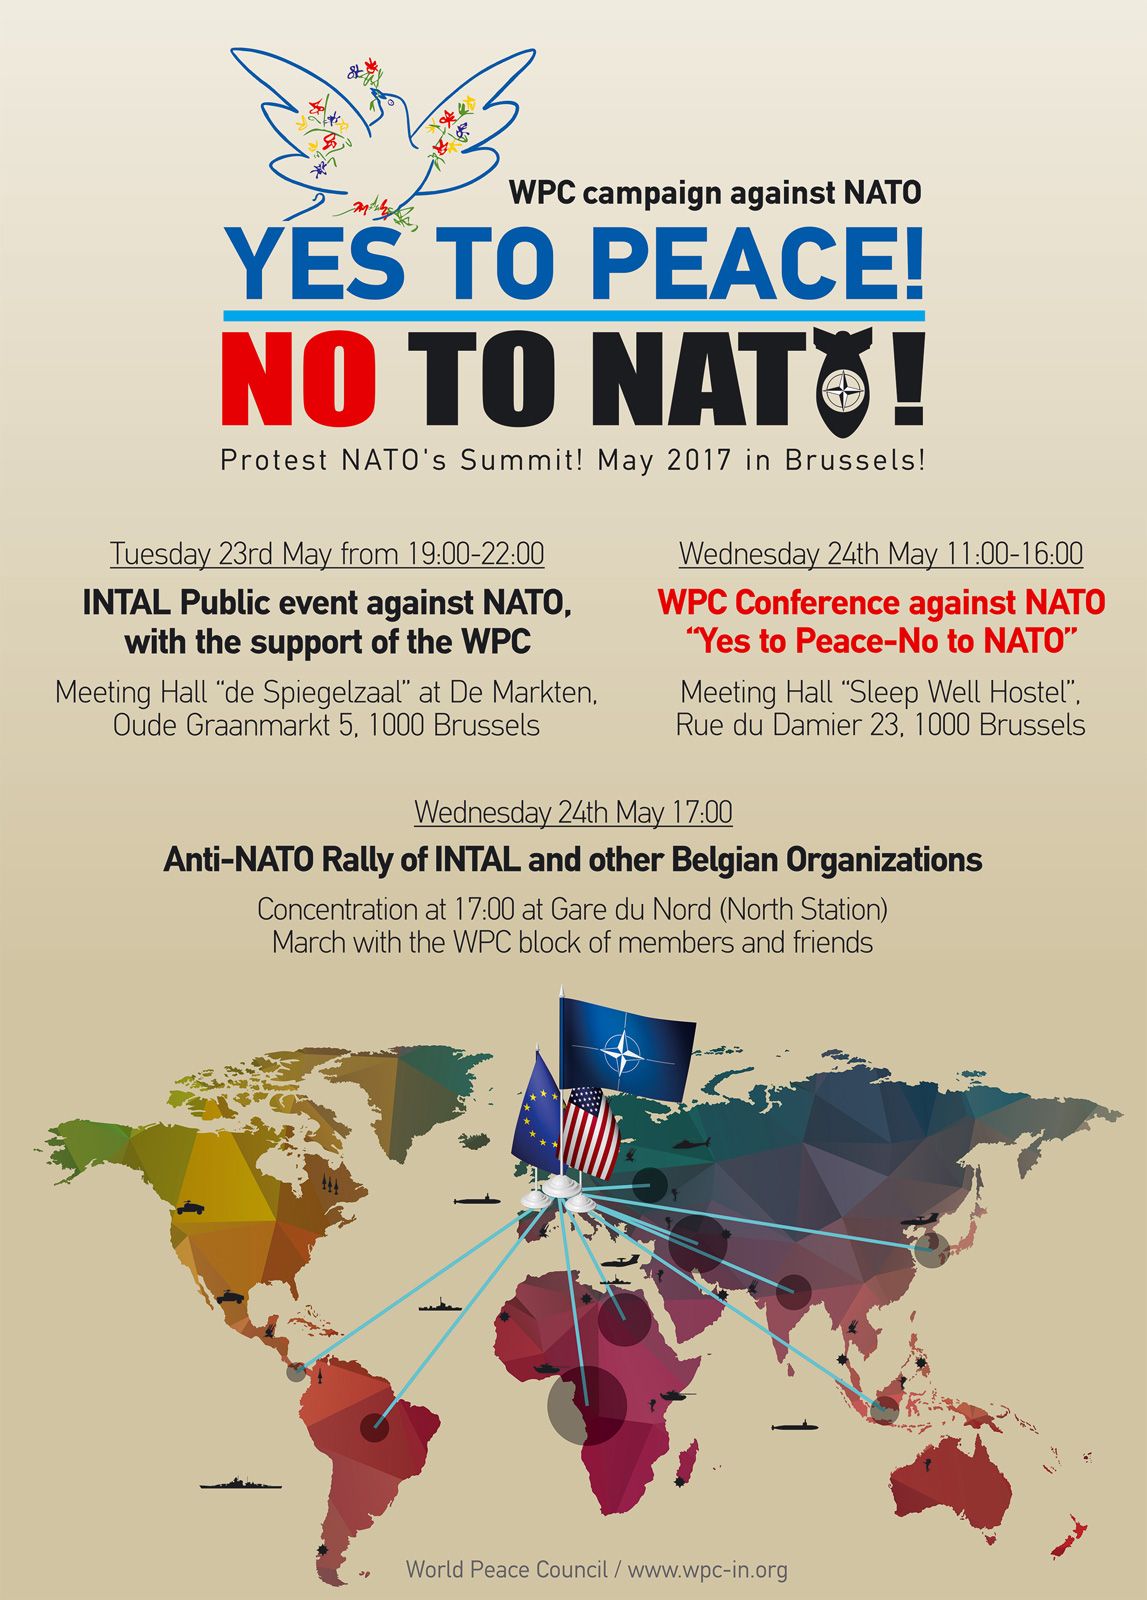 WPC campaign against NATO
YES TO PEACE!
NO TO NATO!
Protest NATO's Summit! May 2017 in Brussels!
Tuesday 23rd May from 19:00-22:00
INTAL Public event against NATO,
with the support of the WPC
Meeting Hall “de Spiegelzaal” at De Markten,
Oude Graanmarkt 5, 1000 Brussels
Wednesday 24th May 11:00-16:00
WPC Conference against NATO
“Yes to Peace-No to NATO”
Meeting Hall “Sleep Well Hostel”,
Rue du Damier 23, 1000 Brussels
Wednesday 24th May 17:00
Anti-NATO Rally of INTAL and other Belgian Organizations
Concentration at 17:00 at Gare du Nord (North Station)
March with the WPC block of members and friends
World Peace Council / www.wpc-in.org